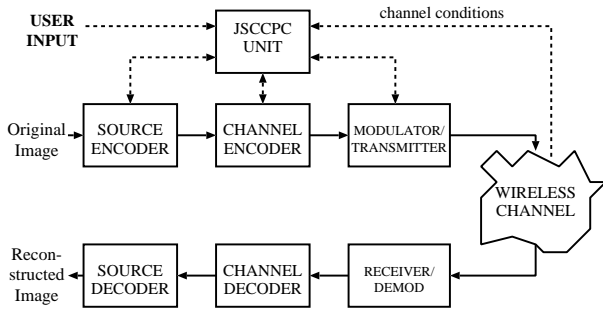 USER
INPUT
JSCCPC
UNIT
channel conditions
Original
Image
SOURCE
ENCODER
CHANNEL
ENCODER
MODULATOR/
TRANSMITTER
WIRELESS
CHANNEL
Recon-
structed
Image
SOURCE
DECODER
CHANNEL
DECODER
RECEIVER/
DEMOD